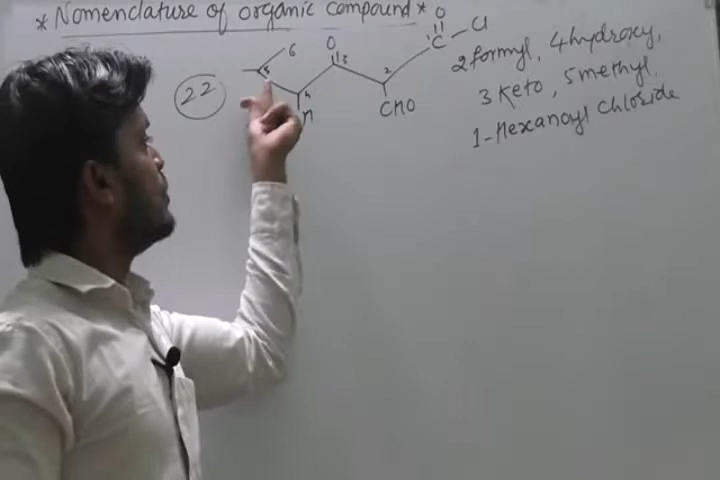 * Nomenclature of organic compound *
22
O
C
Cl
1
O
3
2
CHO
4
5
6
2 formyl, 4 hydroxy,
3 Keto, 5 methyl,
1-Hexanoyl Chloride